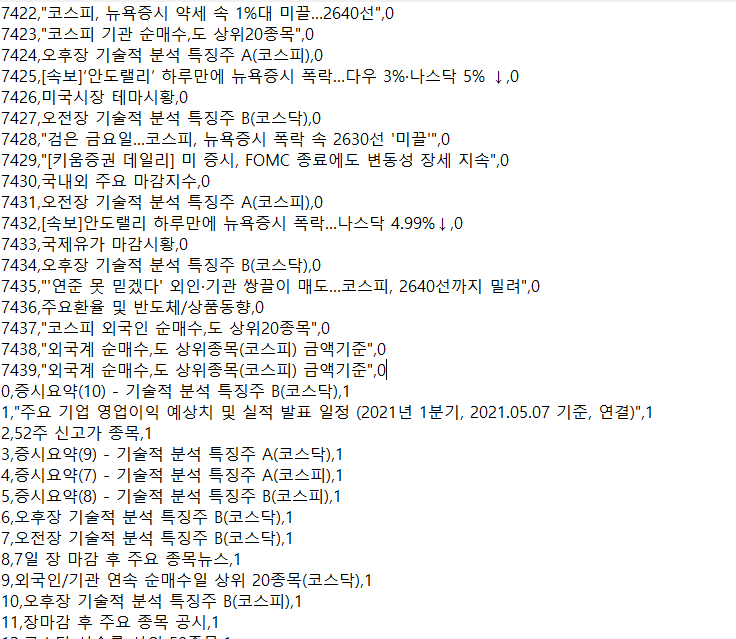 7422,"코스피, 뉴욕증시 약세 속 1%대 미끌...2640선",0
7423,"코스피 기관 순매수,도 상위20종목",0
7424,오후장 기술적 분석 특징주 A(코스피),0
7425,[속보]'안도랠리' 하루만에 뉴욕증시 폭락...다우 3%·나스닥 5% ↓,0
7426,미국시장 테마시황,0
7427,오전장 기술적 분석 특징주 B(코스닥),0
7428,"검은 금요일...코스피, 뉴욕증시 폭락 속 2630선 '미끌'",0
7429,"[키움증권 데일리] 미 증시, FOMC 종료에도 변동성 장세 지속",0
7430,국내외 주요 마감지수,0
7431,오전장 기술적 분석 특징주 A(코스피),0
7432,[속보]안도랠리 하루만에 뉴욕증시 폭락...나스닥 4.99%↓,0
7433,국제유가 마감시황,0
7434,오후장 기술적 분석 특징주 B(코스닥),0
7435,"'연준 못 믿겠다' 외인·기관 쌍끌이 매도...코스피, 2640선까지 밀려",0
7436,주요환율 및 반도체/상품동향,0
7437,"코스피 외국인 순매수,도 상위20종목",0
7438,"외국계 순매수,도 상위종목(코스피) 금액기준",0
7439,"외국계 순매수,도 상위종목(코스피) 금액기준",0
0,증시요약(10) - 기술적 분석 특징주 B(코스닥),1
1,"주요 기업 영업이익 예상치 및 실적 발표 일정 (2021년 1분기, 2021.05.07 기준, 연결)",1
2,52주 신고가 종목,1
3,증시요약(9) - 기술적 분석 특징주 A(코스닥),1
4,증시요약(7) - 기술적 분석 특징주 A(코스피),1
5,증시요약(8) - 기술적 분석 특징주 B(코스피),1
6,오후장 기술적 분석 특징주 B(코스닥),1
7,오전장 기술적 분석 특징주 B(코스닥),1
8,7일 장 마감 후 주요 종목뉴스,1
9,외국인/기관 연속 순매수일 상위 20종목(코스닥),1
10,오후장 기술적 분석 특징주 B(코스피),1
11,장마감 후 주요 종목 공시,1